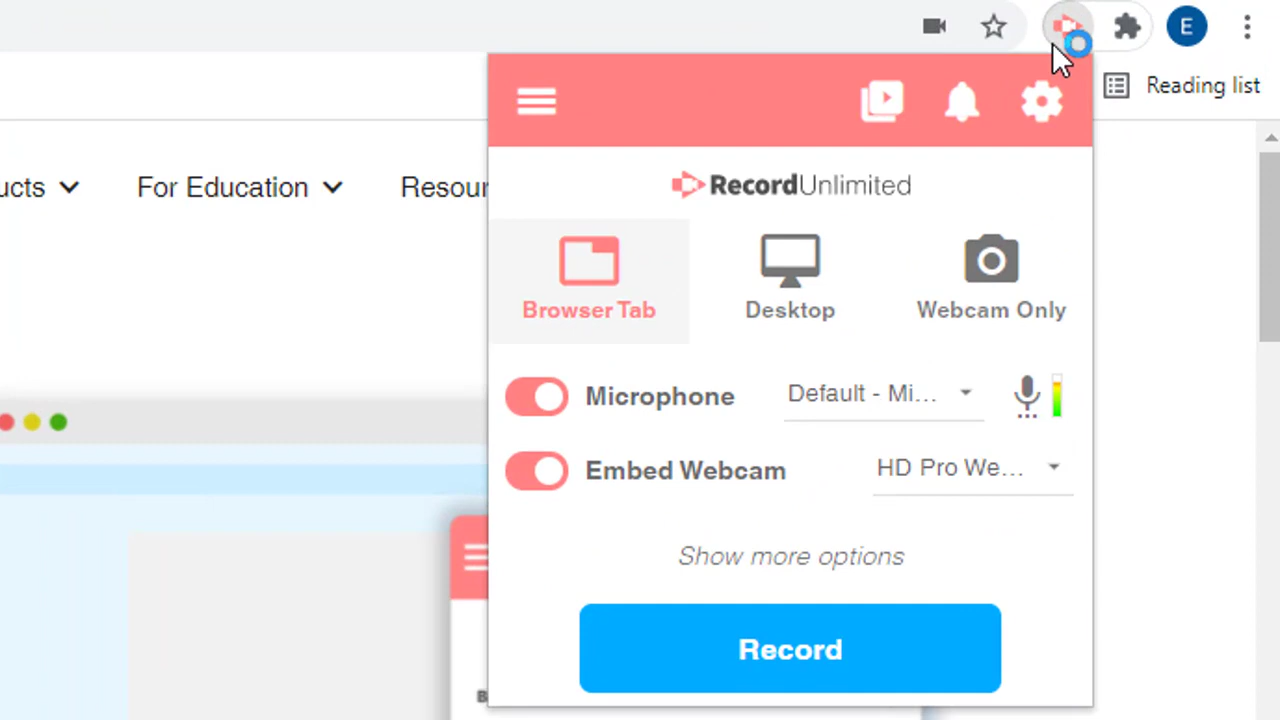 E
Reading list
ucts
For Education
Resour
RecordUnlimited
Browser Tab
Desktop
Webcam Only
Microphone
Default - Mi...
Embed Webcam
HD Pro We...
Show more options
Record
B